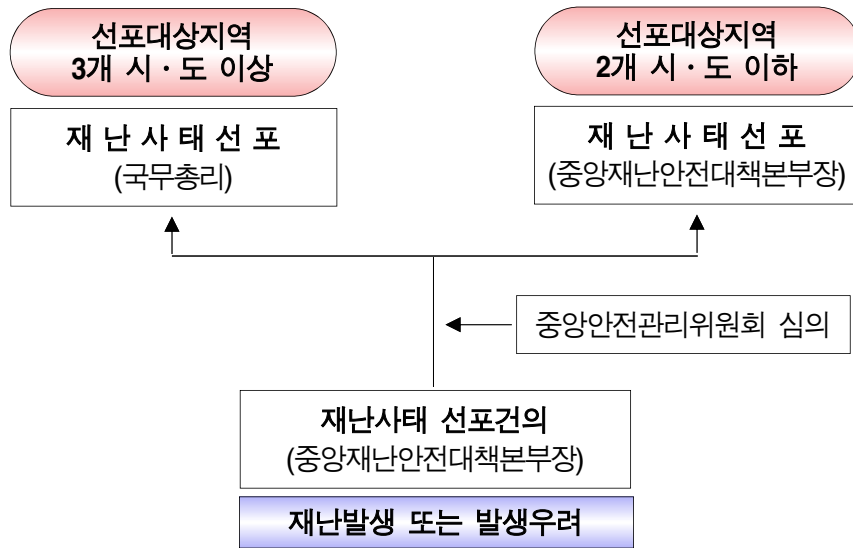 선포대상지역
3개 시·도 이상
재 난 사 태 선 포
(국무총리)
선포대상지역
2개 시·도 이하
재 난 사 태 선 포
(중앙재난안전대책본부장)
중앙안전관리위원회 심의
재난사태 선포건의
(중앙재난안전대책본부장)
재난발생 또는 발생우려